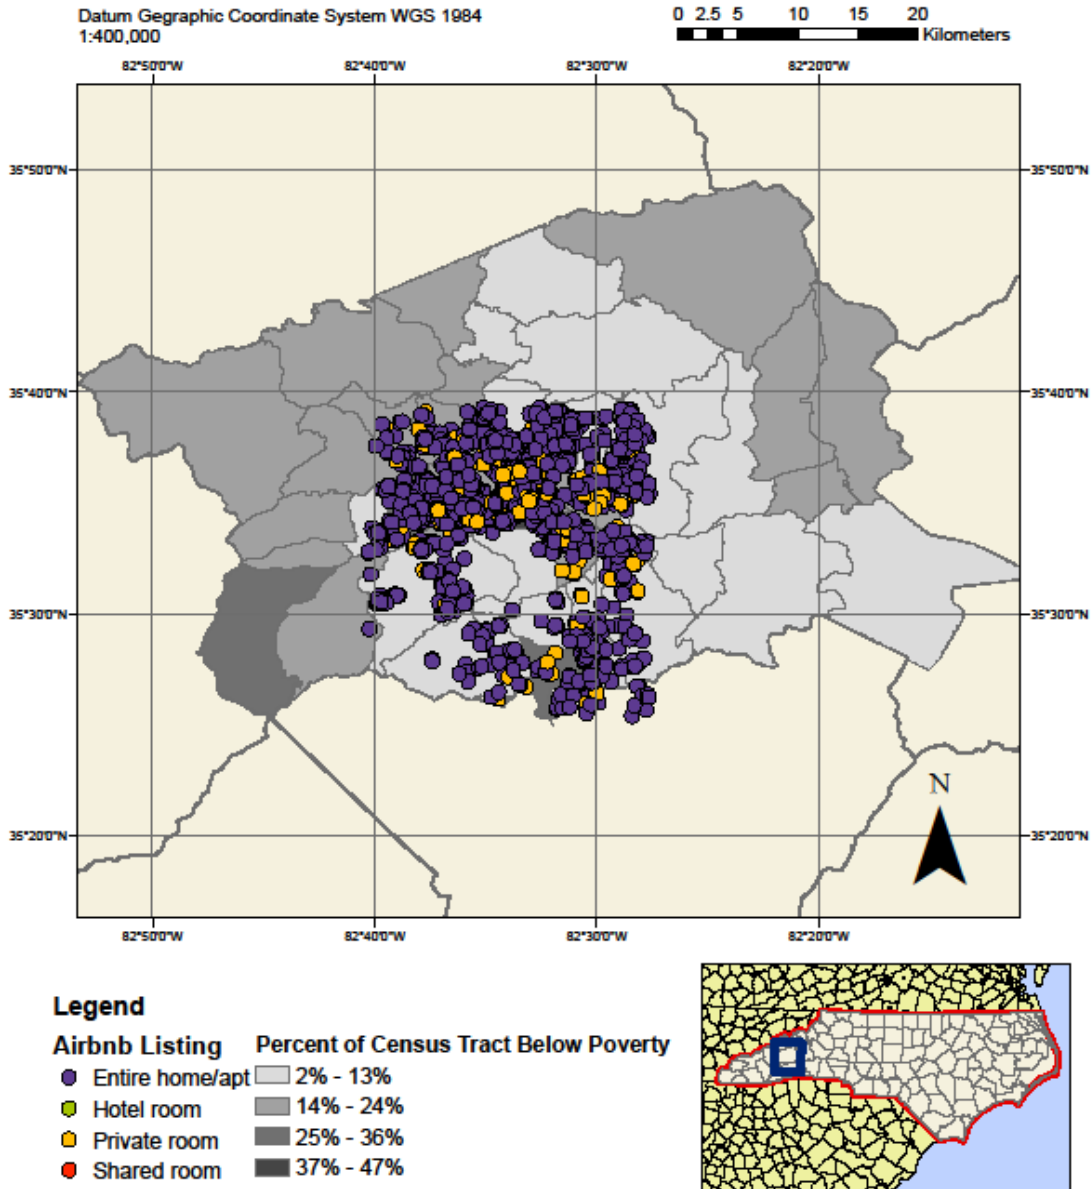 Datum Gegraphic Coordinate System WGS 1984
1:400,000
0 2.5 5 10 15 20
Kilometers
82°50'0"W 82°40'0"W 82°30'0"W 82°20'0"W
35°50'0"N 35°50'0"N
35°40'0"N 35°40'0"N
35°30'0"N 35°30'0"N
35°20'0"N 35°20'0"N
N
82°50'0"W 82°40'0"W 82°30'0"W 82°20'0"W
Legend
Airbnb Listing
Entire home/apt
Hotel room
Private room
Shared room
Percent of Census Tract Below Poverty
2% - 13%
14% - 24%
25% - 36%
37% - 47%